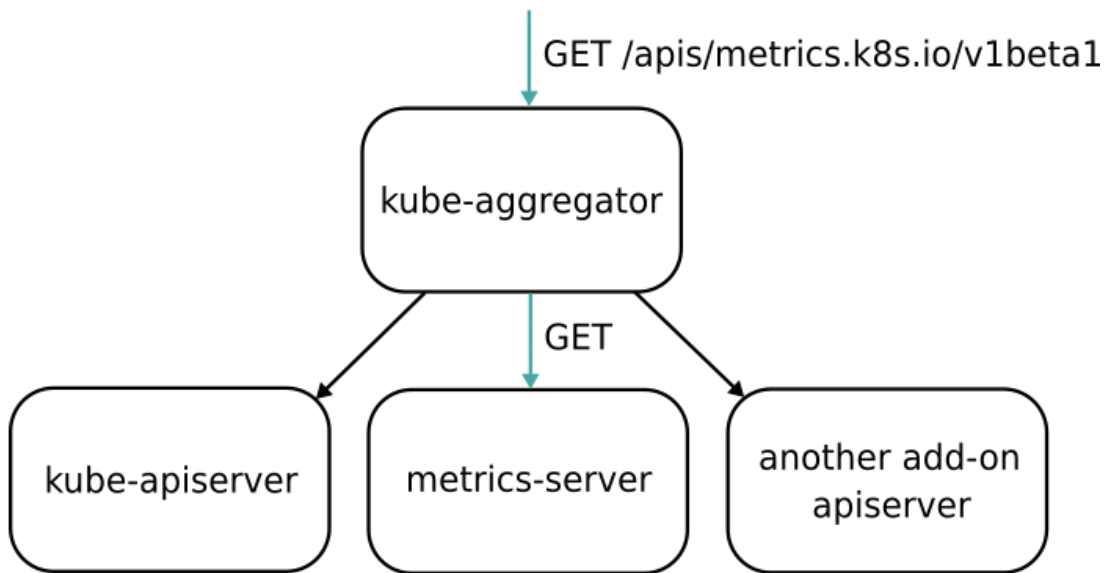 GET /apis/metrics.k8s.io/v1beta1
kube-aggregator
GET
kube-apiserver
metrics-server
another add-on
apiserver